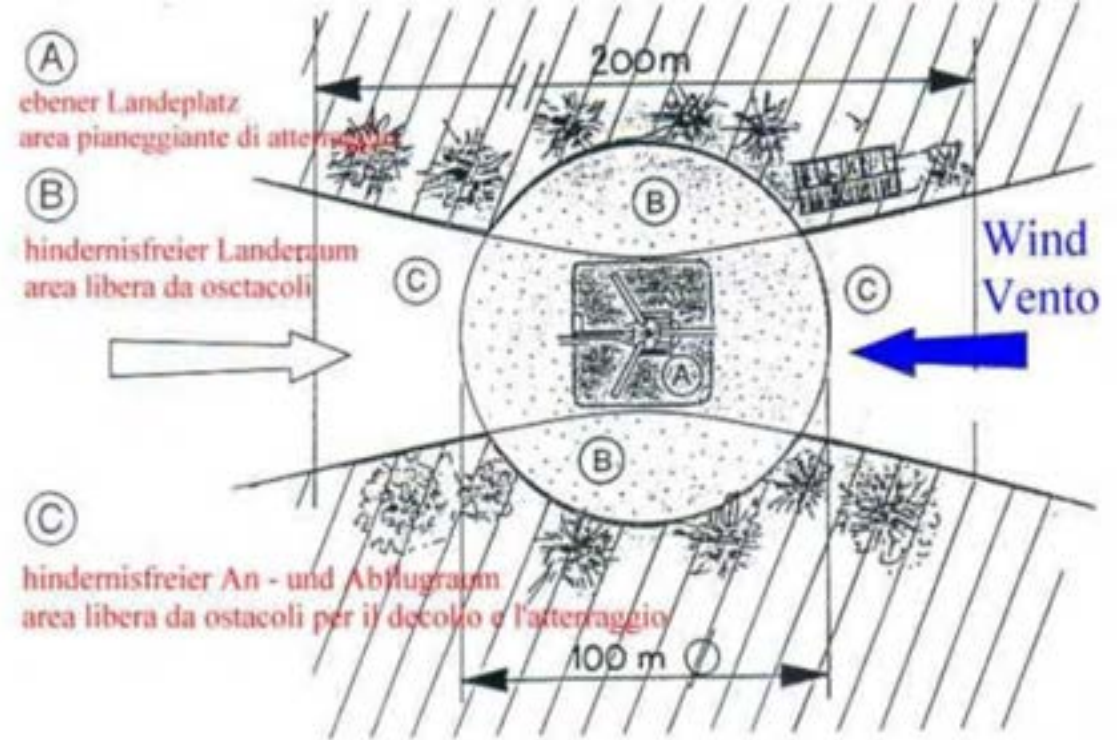 A
ebener Landeplatz
area pianeggiante di atterraggio
B
hindernisfreier Landeraum
area libera da osctacoli
C
hindernisfreier An - und Abflugraum
area libera da ostacoli per il decollo e l'atterraggio
200m
B
C
C
Wind
Vento
A
B
100 m Ø